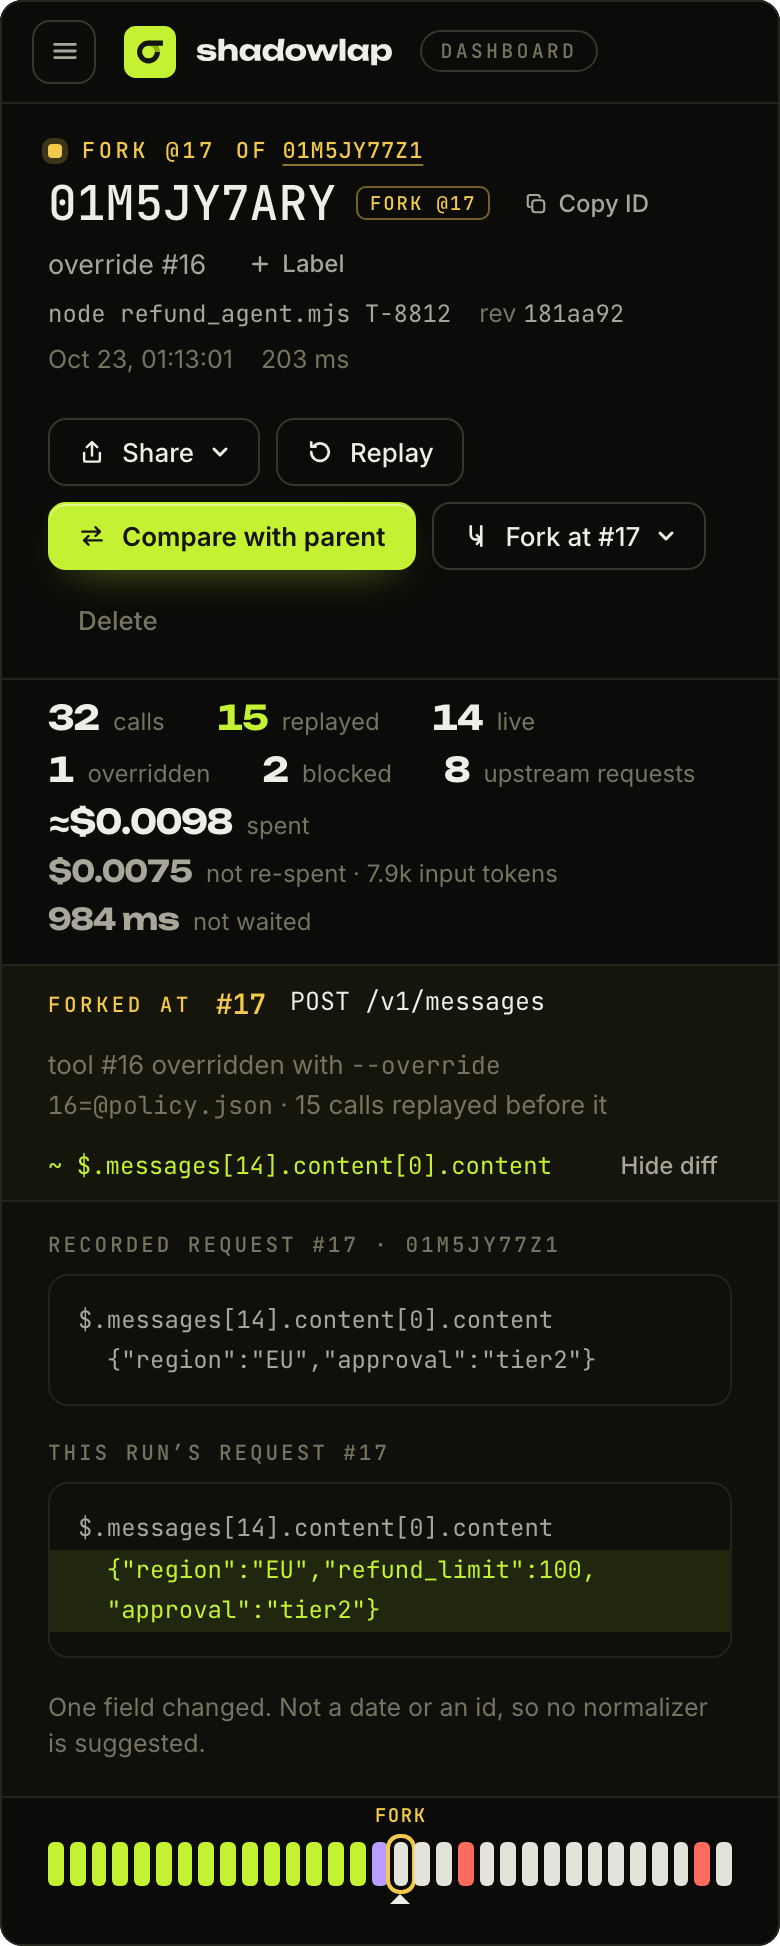 shadowlap DASHBOARD
FORK @17 OF 01M5JY77Z1
01M5JY7ARY FORK @17 Copy ID
override #16 + Label
node refund_agent.mjs T-8812 rev 181aa92
Oct 23, 01:13:01 203 ms
Share Replay
Compare with parent Fork at #17
Delete
32 calls 15 replayed 14 live
1 overridden 2 blocked 8 upstream requests
≈$0.0098 spent
$0.0075 not re-spent · 7.9k input tokens
984 ms not waited
FORKED AT #17 POST /v1/messages
tool #16 overridden with --override
16=@policy.json · 15 calls replayed before it
~ $.messages[14].content[0].content Hide diff
RECORDED REQUEST #17 · 01M5JY77Z1
$.messages[14].content[0].content
{"region":"EU","approval":"tier2"}
THIS RUN’S REQUEST #17
$.messages[14].content[0].content
{"region":"EU","refund_limit":100,
"approval":"tier2"}
One field changed. Not a date or an id, so no normalizer
is suggested.
FORK